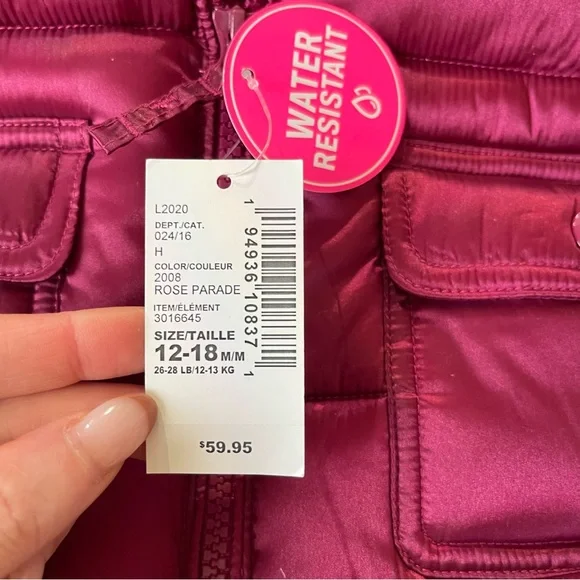 WATER
RESISTANT
L2020
DEPT./CAT.
024/16
H
COLOR/COULEUR
2008
ROSE PARADE
ITEM/ÉLÉMENT
3016645
SIZE/TAILLE
12-18 M/M
26-28 LB/12-13 KG
1 94936 10837 1
$59.95